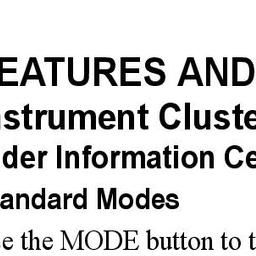 EATURES AND
nstrument Cluste
der Information Ce
andard Modes
e the MODE button to t